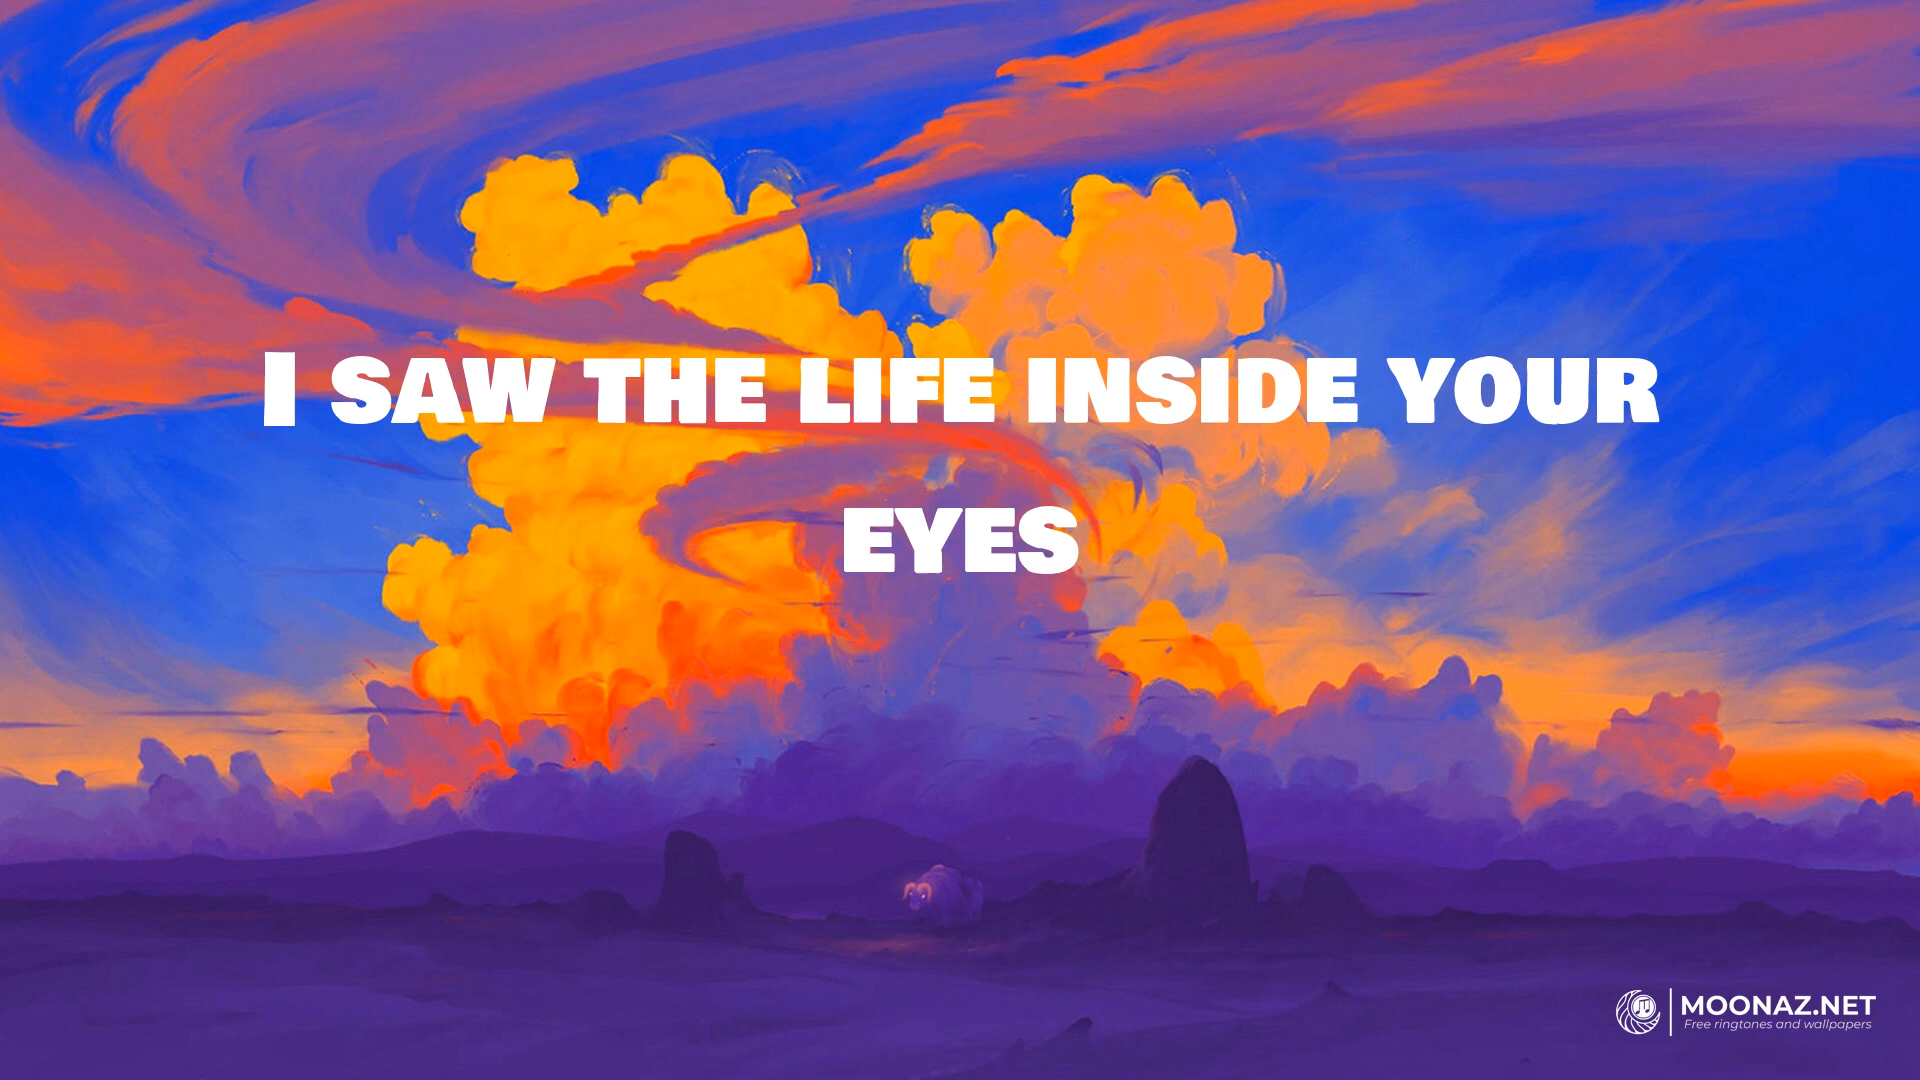 I SAW THE LIFE INSIDE YOUR
EYES
MOONAZ.NET
Free ringtones and wallpapers